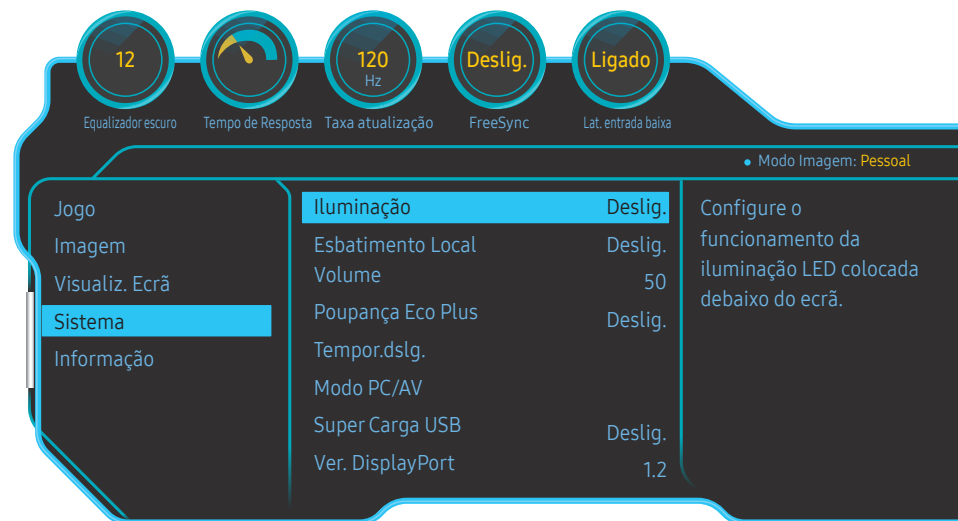 12
120
Hz
Deslig.
Ligado
Equalizador escuro
Tempo de Resposta
Taxa atualização
FreeSync
Lat. entrada baixa
• Modo Imagem: Pessoal
Jogo
Imagem
Visualiz. Ecrã
Sistema
Informação
Iluminação Deslig.
Esbatimento Local Deslig.
Volume 50
Poupança Eco Plus Deslig.
Tempor.dslg.
Modo PC/AV
Super Carga USB Deslig.
Ver. DisplayPort 1.2
Configure o
funcionamento da
iluminação LED colocada
debaixo do ecrã.